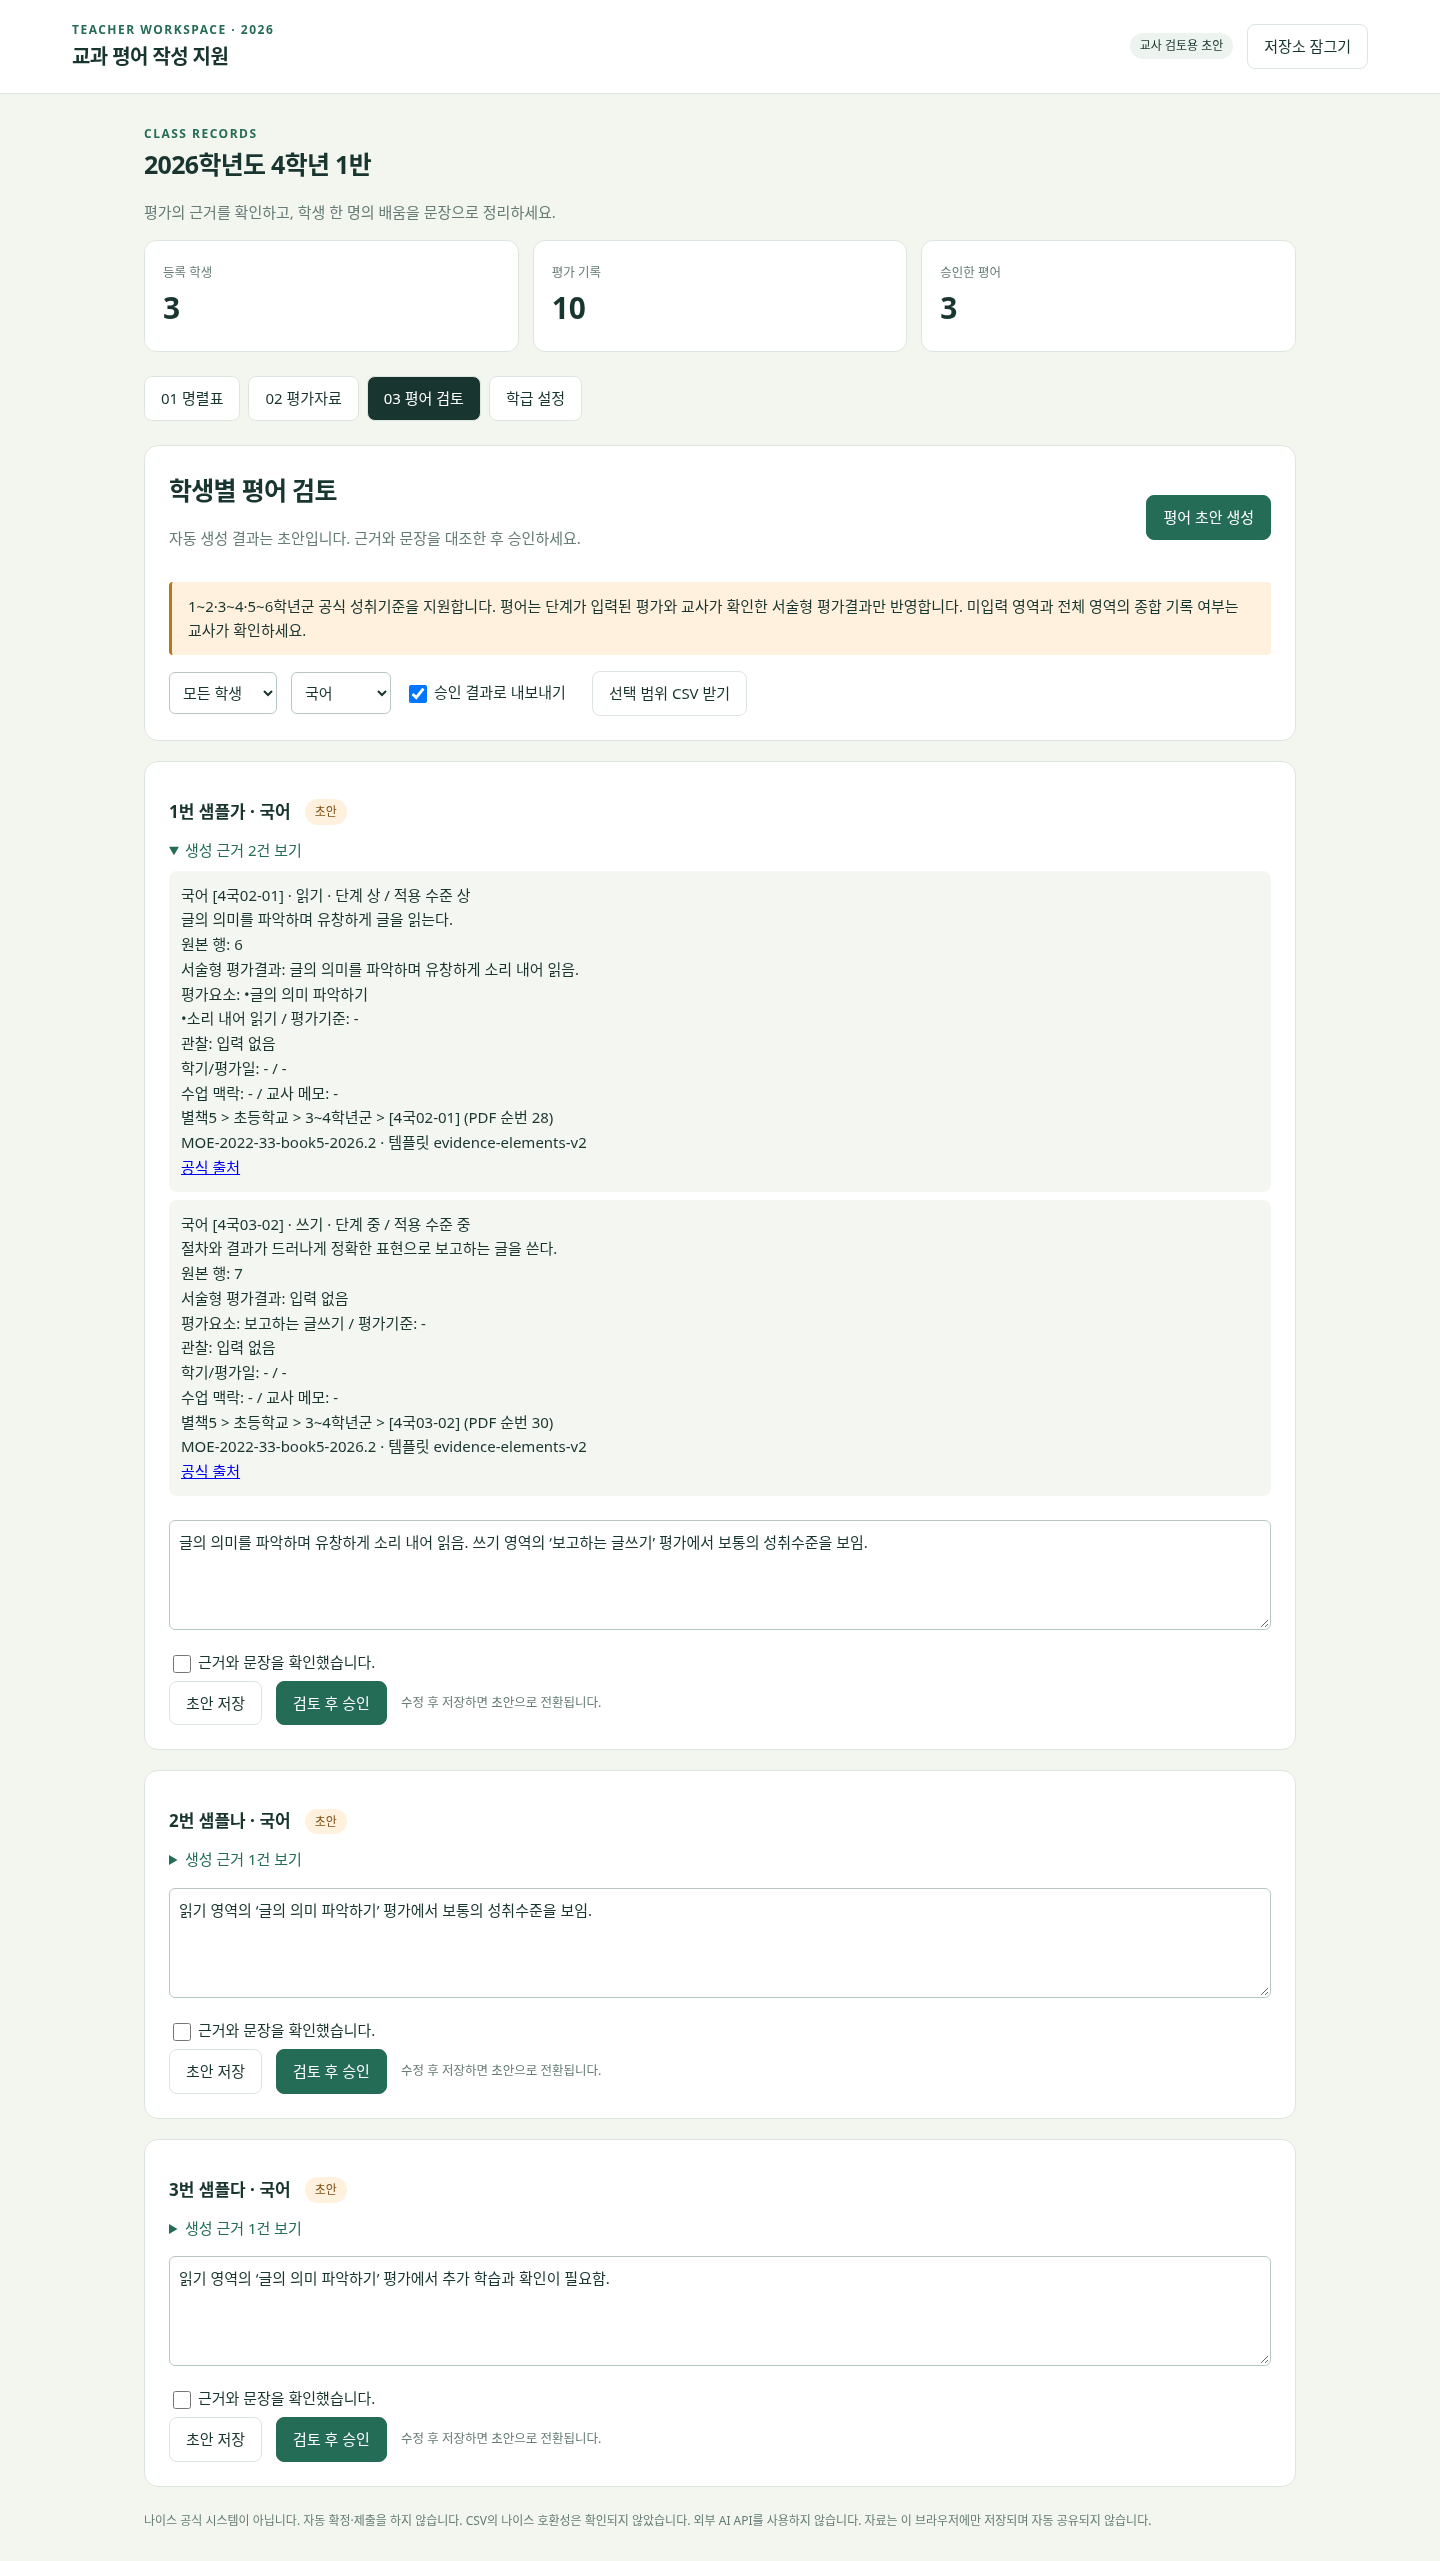 TEACHER WORKSPACE · 2026
교과 평어 작성 지원
교사 검토용 초안
저장소 잠그기
CLASS RECORDS
2026학년도 4학년 1반
평가의 근거를 확인하고, 학생 한 명의 배움을 문장으로 정리하세요.
등록 학생
3
평가 기록
10
승인한 평어
3
01 명렬표
02 평가자료
03 평어 검토
학급 설정
학생별 평어 검토
자동 생성 결과는 초안입니다. 근거와 문장을 대조한 후 승인하세요.
평어 초안 생성
1~2·3~4·5~6학년군 공식 성취기준을 지원합니다. 평어는 단계가 입력된 평가와 교사가 확인한 서술형 평가결과만 반영합니다. 미입력 영역과 전체 영역의 종합 기록 여부는
교사가 확인하세요.
모든 학생
국어
승인 결과로 내보내기
선택 범위 CSV 받기
1번 샘플가 · 국어
초안
▼ 생성 근거 2건 보기
국어 [4국02-01] · 읽기 · 단계 상 / 적용 수준 상
글의 의미를 파악하며 유창하게 글을 읽는다.
원본 행: 6
서술형 평가결과: 글의 의미를 파악하며 유창하게 소리 내어 읽음.
평가요소: •글의 의미 파악하기
•소리 내어 읽기 / 평가기준: -
관찰: 입력 없음
학기/평가일: - / -
수업 맥락: - / 교사 메모: -
별책5 > 초등학교 > 3~4학년군 > [4국02-01] (PDF 순번 28)
MOE-2022-33-book5-2026.2 · 템플릿 evidence-elements-v2
공식 출처
국어 [4국03-02] · 쓰기 · 단계 중 / 적용 수준 중
절차와 결과가 드러나게 정확한 표현으로 보고하는 글을 쓴다.
원본 행: 7
서술형 평가결과: 입력 없음
평가요소: 보고하는 글쓰기 / 평가기준: -
관찰: 입력 없음
학기/평가일: - / -
수업 맥락: - / 교사 메모: -
별책5 > 초등학교 > 3~4학년군 > [4국03-02] (PDF 순번 30)
MOE-2022-33-book5-2026.2 · 템플릿 evidence-elements-v2
공식 출처
글의 의미를 파악하며 유창하게 소리 내어 읽음. 쓰기 영역의 ‘보고하는 글쓰기’ 평가에서 보통의 성취수준을 보임.
근거와 문장을 확인했습니다.
초안 저장
검토 후 승인
수정 후 저장하면 초안으로 전환됩니다.
2번 샘플나 · 국어
초안
▶ 생성 근거 1건 보기
읽기 영역의 ‘글의 의미 파악하기’ 평가에서 보통의 성취수준을 보임.
근거와 문장을 확인했습니다.
초안 저장
검토 후 승인
수정 후 저장하면 초안으로 전환됩니다.
3번 샘플다 · 국어
초안
▶ 생성 근거 1건 보기
읽기 영역의 ‘글의 의미 파악하기’ 평가에서 추가 학습과 확인이 필요함.
근거와 문장을 확인했습니다.
초안 저장
검토 후 승인
수정 후 저장하면 초안으로 전환됩니다.
나이스 공식 시스템이 아닙니다. 자동 확정·제출을 하지 않습니다. CSV의 나이스 호환성은 확인되지 않았습니다. 외부 AI API를 사용하지 않습니다. 자료는 이 브라우저에만 저장되며 자동 공유되지 않습니다.